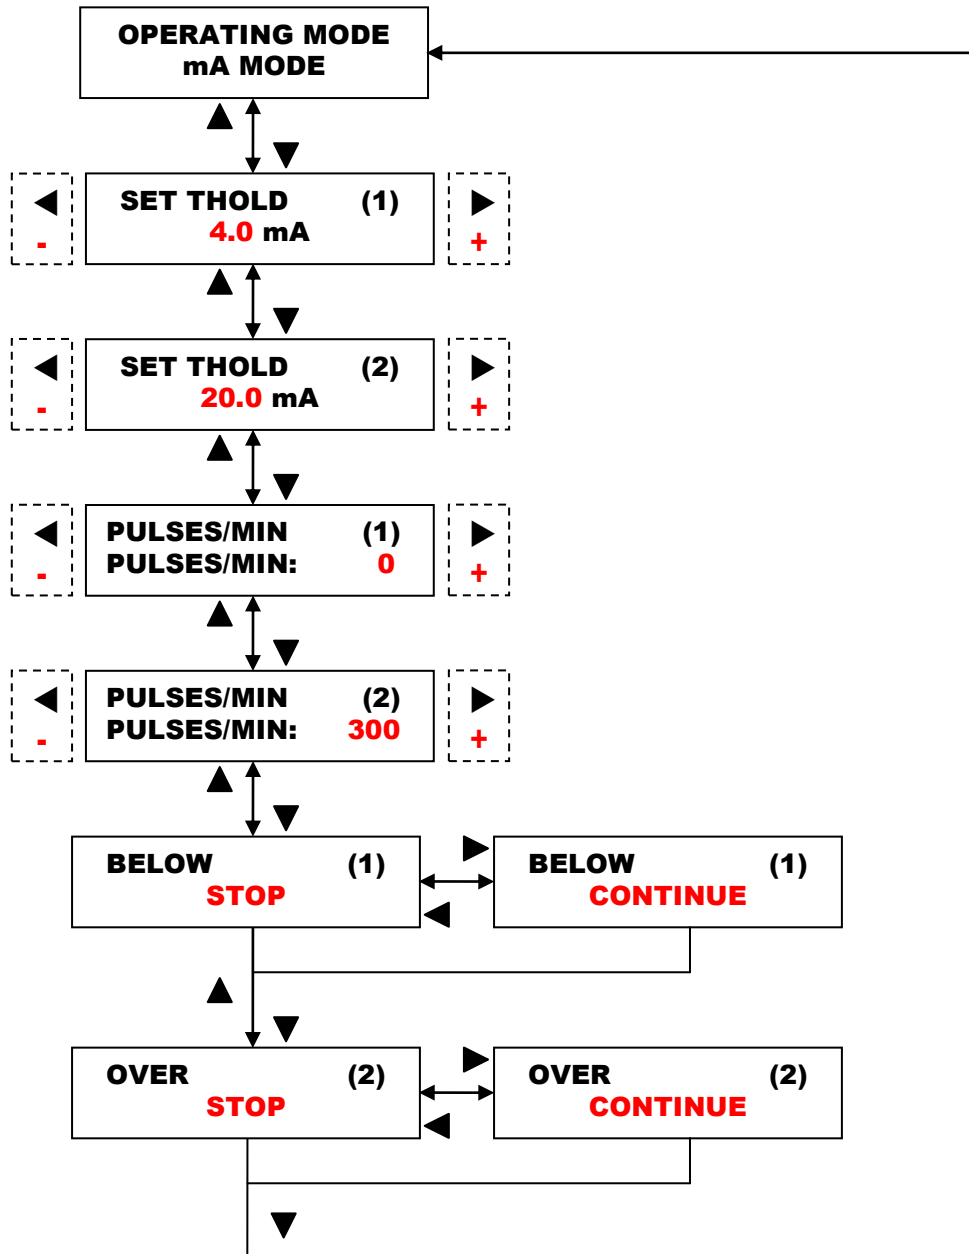 OPERATING MODE
mA MODE
SET THOLD (1)
4.0 mA
- +
SET THOLD (2)
20.0 mA
- +
PULSES/MIN (1)
PULSES/MIN: 0
- +
PULSES/MIN (2)
PULSES/MIN: 300
- +
BELOW (1)
STOP
BELOW (1)
CONTINUE
OVER (2)
STOP
OVER (2)
CONTINUE